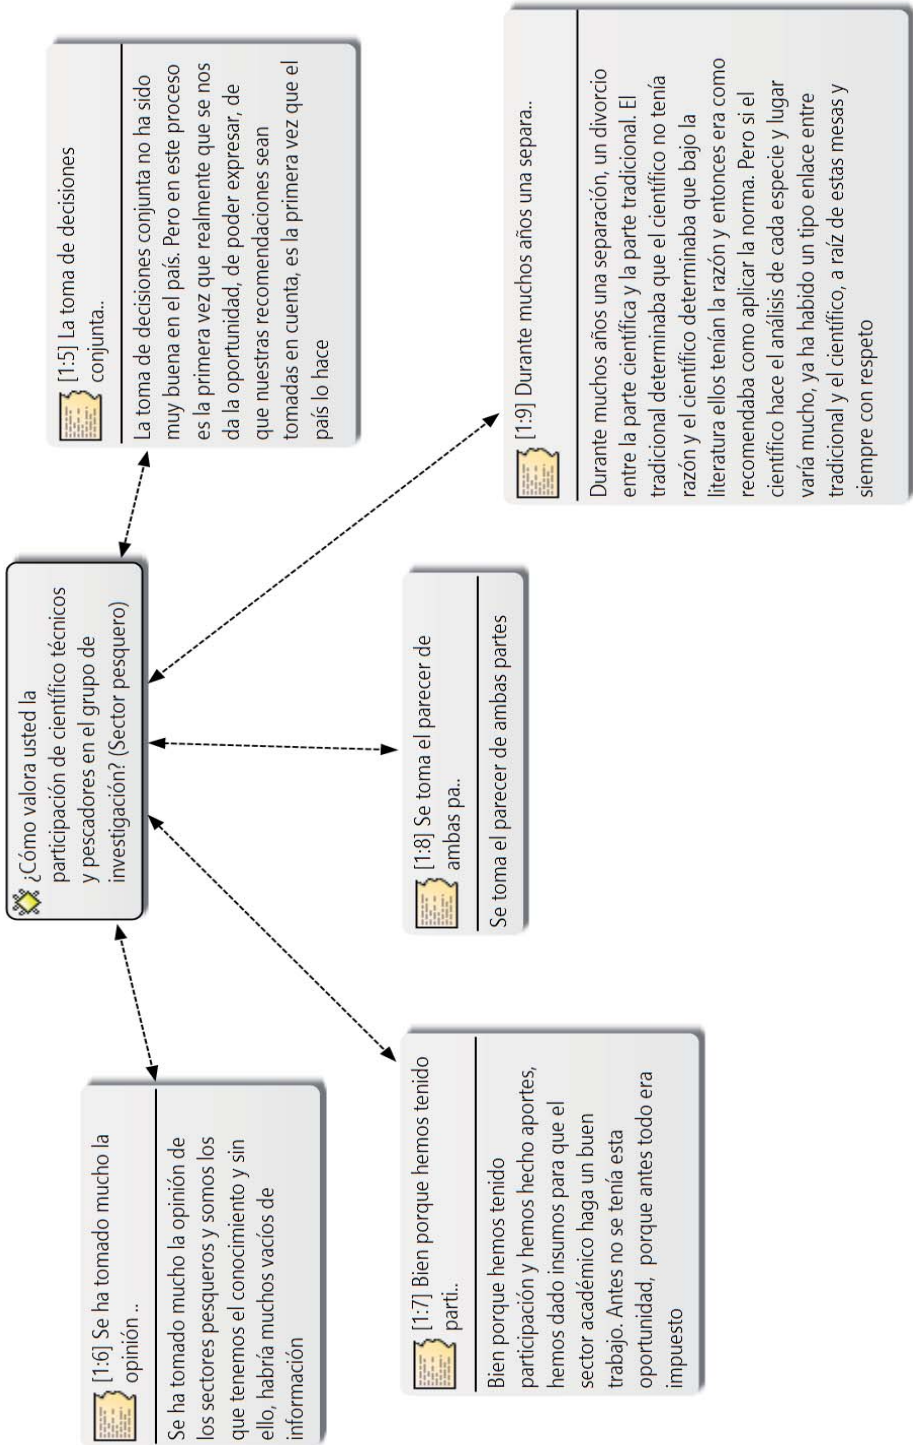 ¿Cómo valora usted la
participación de científico técnicos
y pescadores en el grupo de
investigación? (Sector pesquero)
[1:6] Se ha tomado mucho la
opinión ..
Se ha tomado mucho la opinión de
los sectores pesqueros y somos los
que tenemos el conocimiento y sin
ello, habría muchos vacíos de
información
[1:5] La toma de decisiones
conjunta..
La toma de decisiones conjunta no ha sido
muy buena en el país. Pero en este proceso
es la primera vez que realmente que se nos
da la oportunidad, de poder expresar, de
que nuestras recomendaciones sean
tomadas en cuenta, es la primera vez que el
país lo hace
[1:7] Bien porque hemos tenido
parti..
Bien porque hemos tenido
participación y hemos hecho aportes,
hemos dado insumos para que el
sector académico haga un buen
trabajo. Antes no se tenía esta
oportunidad, porque antes todo era
impuesto
[1:8] Se toma el parecer de
ambas pa..
Se toma el parecer de ambas partes
[1:9] Durante muchos años una separa..
Durante muchos años una separación, un divorcio
entre la parte científica y la parte tradicional. El
tradicional determinaba que el científico no tenía
razón y el científico determinaba que bajo la
literatura ellos tenían la razón y entonces era como
recomendaba como aplicar la norma. Pero si el
científico hace el análisis de cada especie y lugar
varía mucho, ya ha habido un tipo enlace entre
tradicional y el científico, a raíz de estas mesas y
siempre con respeto